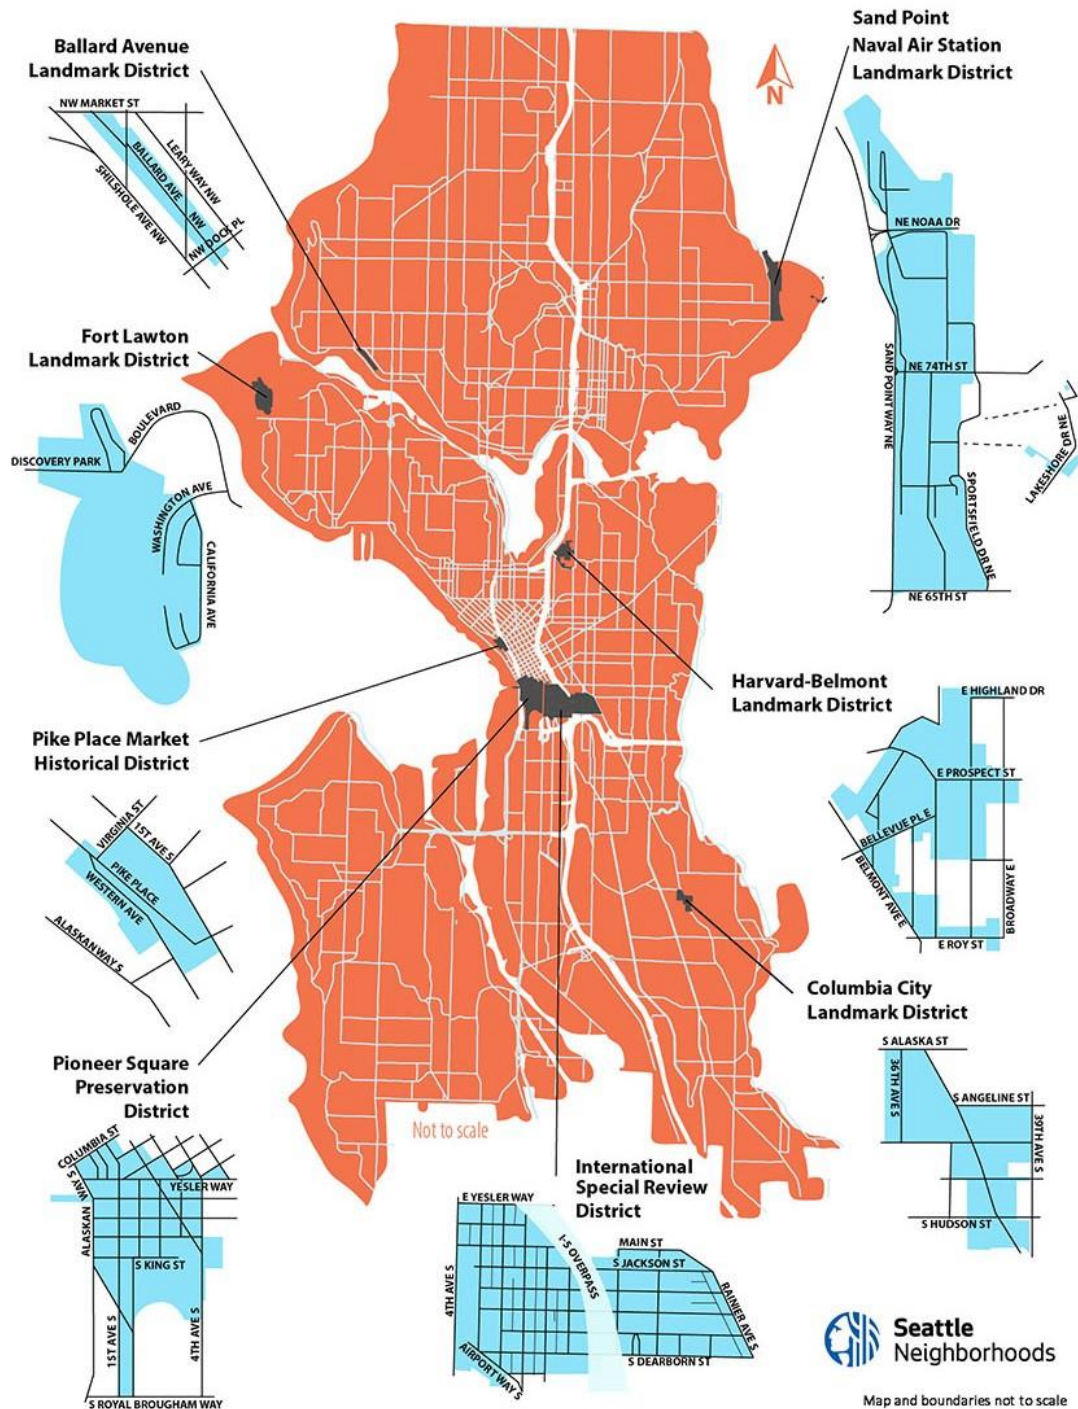 Ballard Avenue
Landmark District
NW MARKET ST
LEARY WAY NW
BALLARD AVE NW
SHILSHOLE AVE NW
NW DOCK PL
N
Sand Point
Naval Air Station
Landmark District
NE NOAA DR
SAND POINT WAY NE
NE 74TH ST
LAKESHORE DR NE
SPORTSFIELD DR NE
NE 65TH ST
Fort Lawton
Landmark District
BOULEVARD
DISCOVERY PARK
WASHINGTON AVE
CALIFORNIA AVE
Harvard-Belmont
Landmark District
E HIGHLAND DR
E PROSPECT ST
BELLEVUE PL E
BELMONT AVE E
BROADWAY E
E ROY ST
Pike Place Market
Historical District
VIRGINIA ST
1ST AVE S
PIKE PLACE
WESTERN AVE
ALASKAN WAY S
Columbia City
Landmark District
S ALASKA ST
36TH AVE S
S ANGELINE ST
39TH AVE S
S HUDSON ST
Pioneer Square
Preservation
District
COLUMBIA ST
YESLER WAY
ALASKAN WAY S
S KING ST
1ST AVE S
4TH AVE S
S ROYAL BROUGHAM WAY
Not to scale
International
Special Review
District
E YESLER WAY
I-5 OVERPASS
MAIN ST
S JACKSON ST
4TH AVE S
RAINIER AVE S
AIRPORT WAY S
S DEARBORN ST
Seattle
Neighborhoods
Map and boundaries not to scale